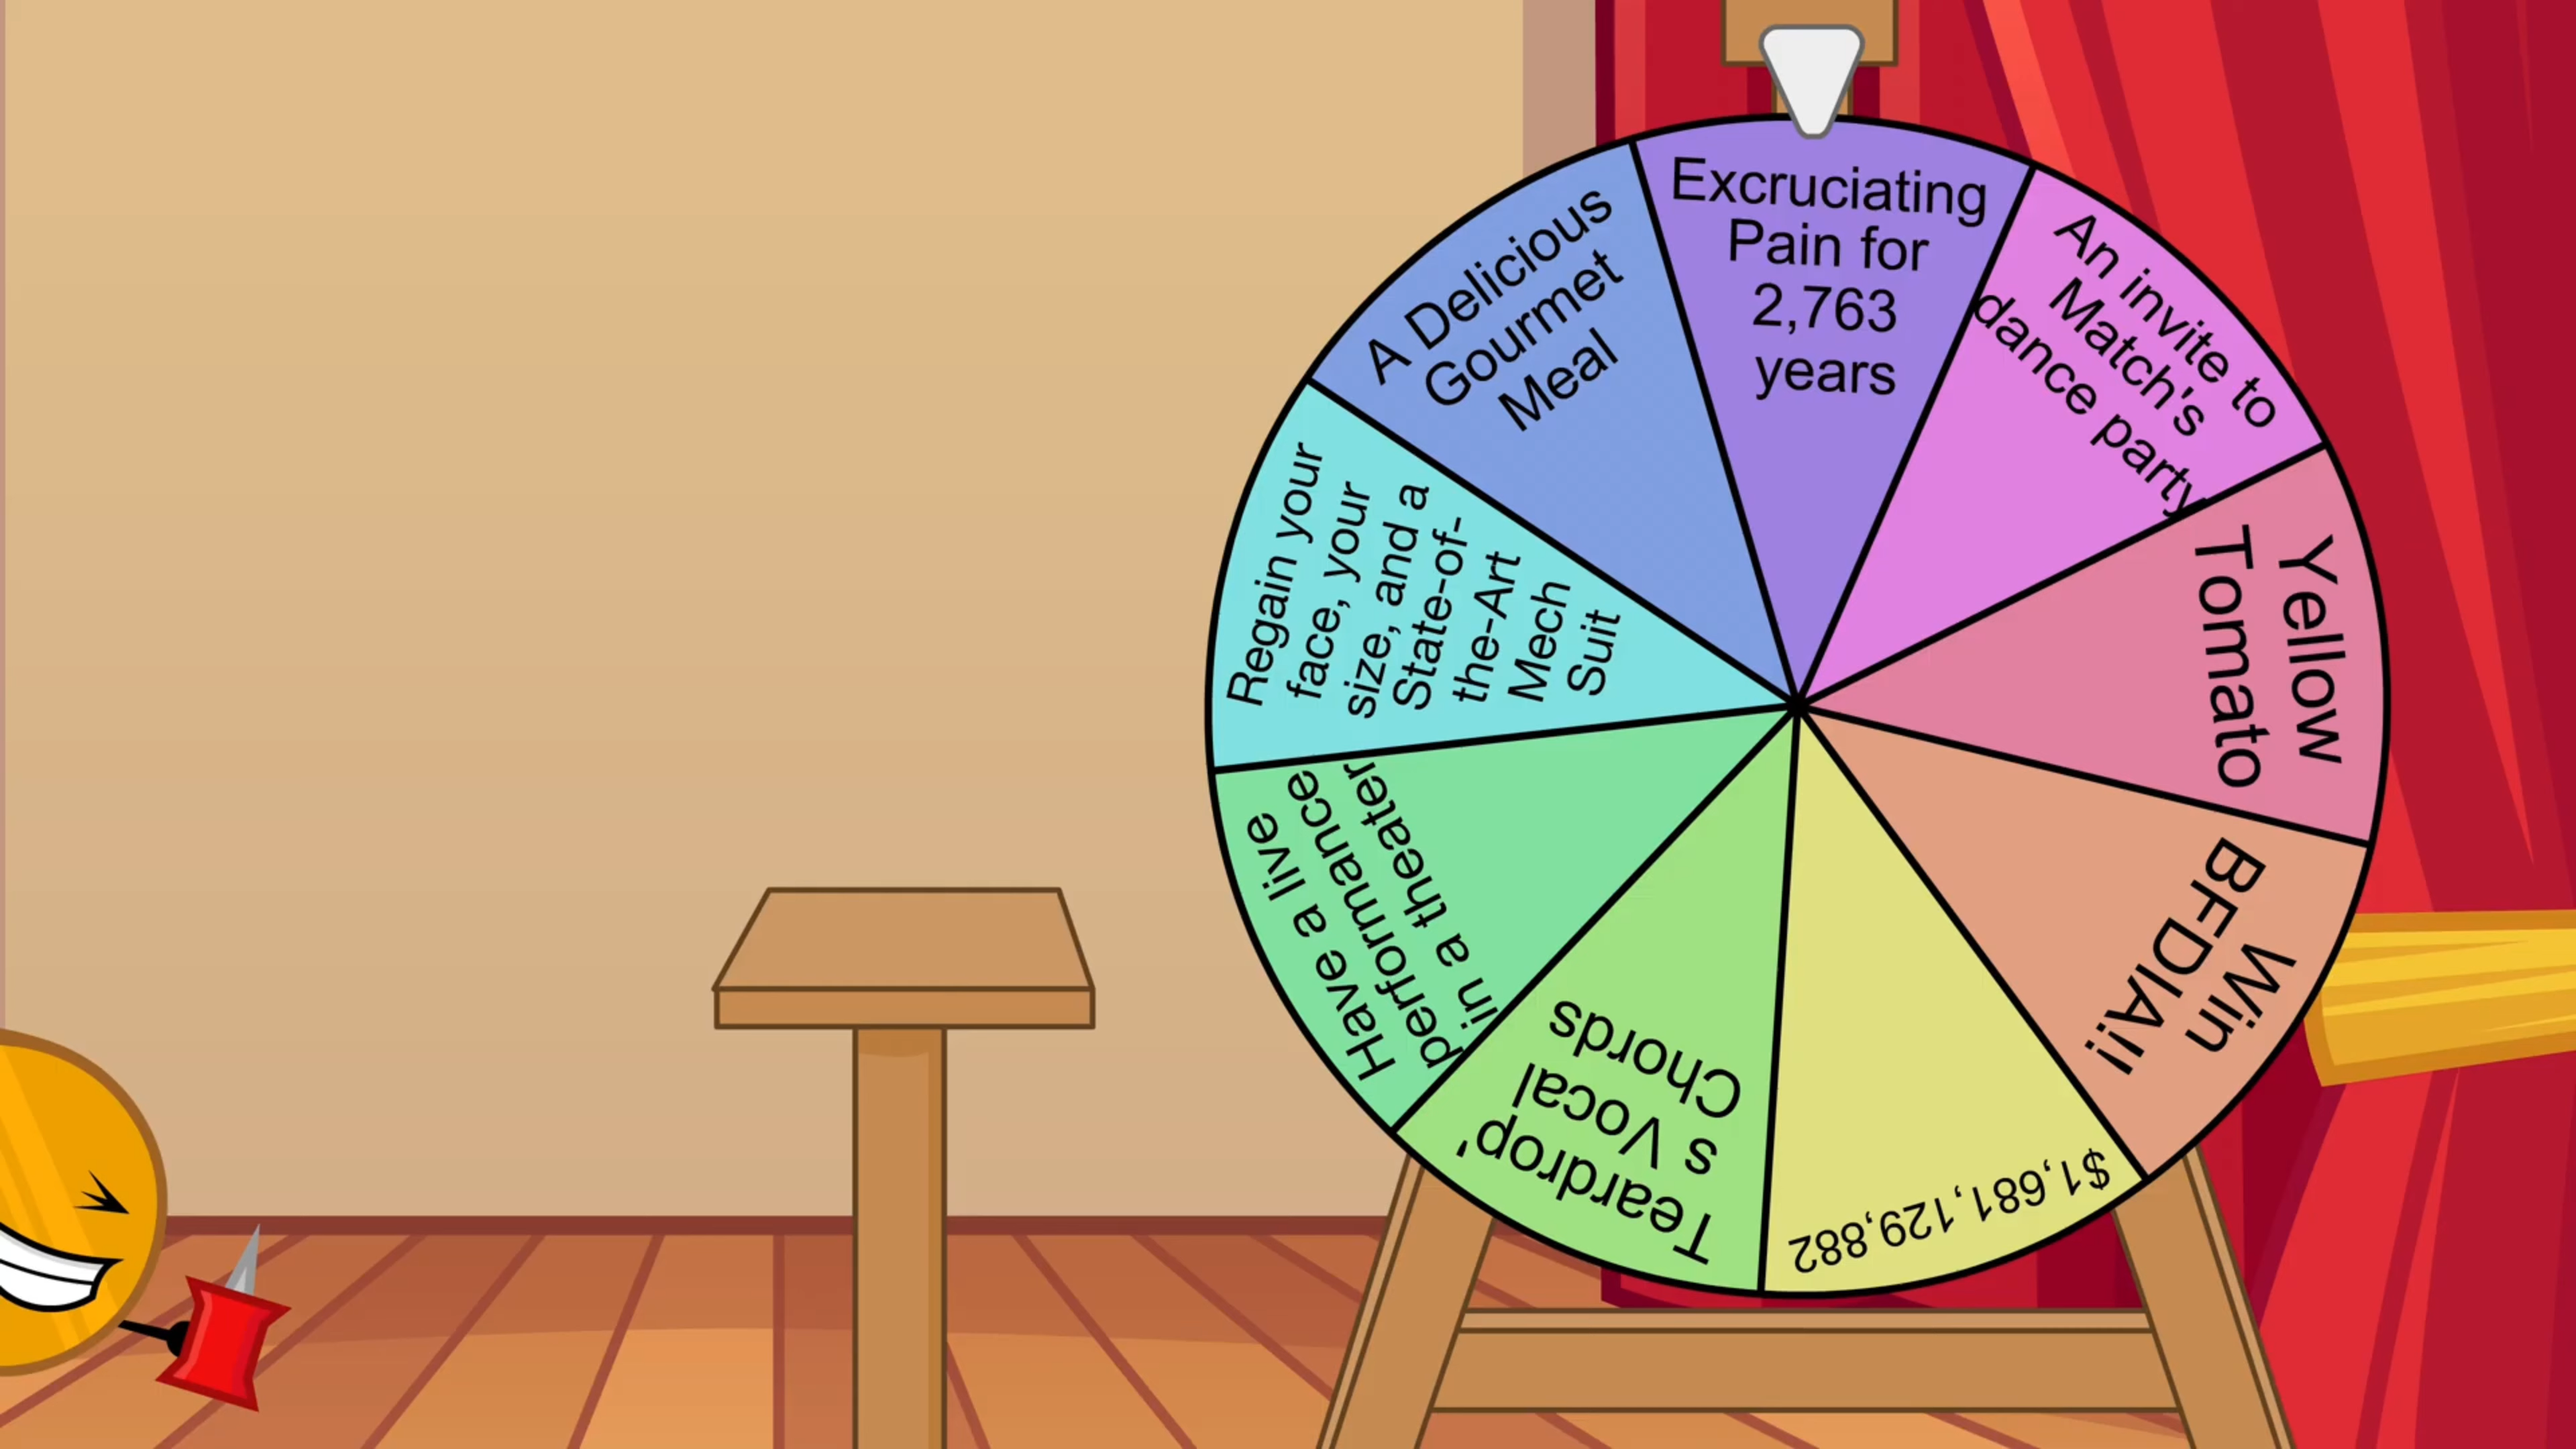 Excruciating
Pain for
2,763
years
An invite to
Match's
dance party
Yellow
Tomato
Win
BFDIA!!
$1,681,129,882
Teardrop'
s Vocal
Chords
Have a live
performance
in a theater
Regain your
face, your
size, and a
State-of-
the-Art
Mech
Suit
A Delicious
Gourmet
Meal